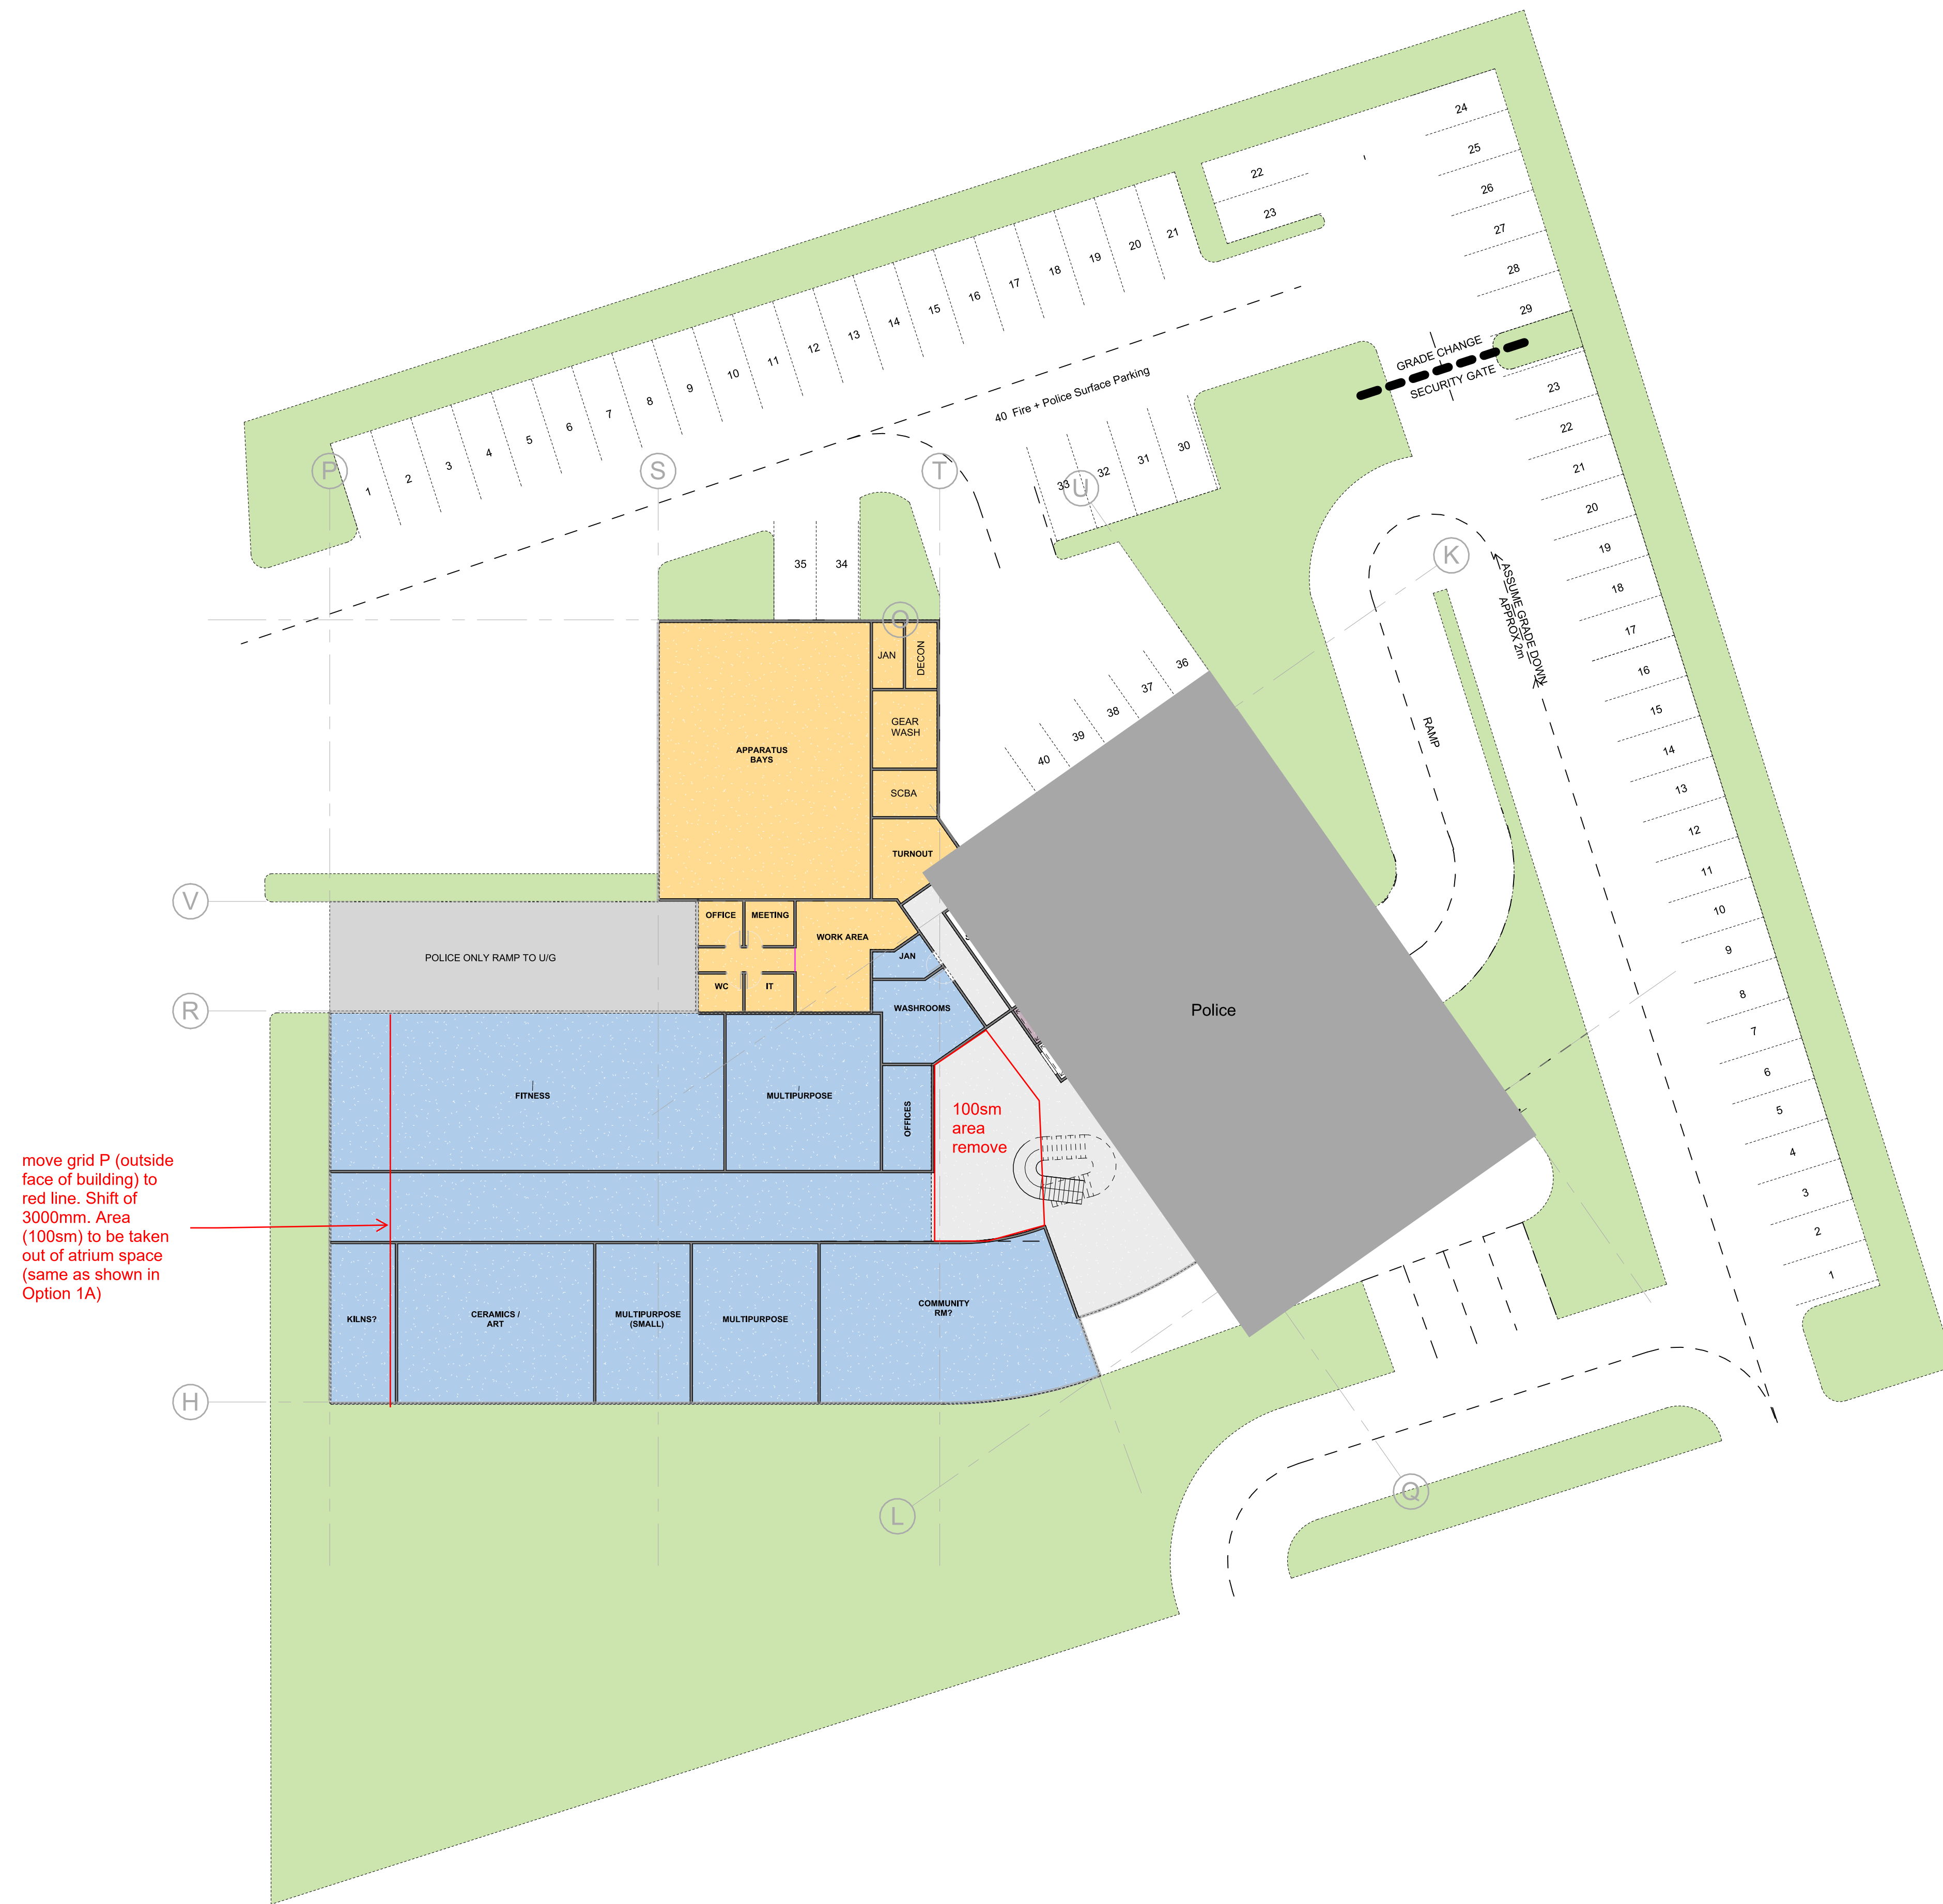 24
25
22
26
23
27
21
20
28
19
18
29
17
16
GRADE CHANGE
15
SECURITY GATE
14
13
23
12
11
40 Fire + Police Surface Parking
10
22
9
8
30
7
31
21
6
32
5
33
U
20
4
3
P
S
T
2
1
19
K
35
34
ASSUME GRADE DOWN
APPROX 2m
18
Q
17
JAN
DECON
36
16
37
GEAR
WASH
38
15
RAMP
39
APPARATUS
BAYS
14
40
SCBA
13
12
TURNOUT
11
V
OFFICE
MEETING
10
WORK AREA
9
POLICE ONLY RAMP TO U/G
JAN
WC
IT
8
R
WASHROOMS
Police
7
6
FITNESS
MULTIPURPOSE
OFFICES
100sm
area
remove
5
4
move grid P (outside
face of building) to
red line. Shift of
3000mm. Area
(100sm) to be taken
out of atrium space
(same as shown in
Option 1A)
3
2
1
KILNS?
CERAMICS /
ART
MULTIPURPOSE
(SMALL)
MULTIPURPOSE
COMMUNITY
RM?
H
L
Q